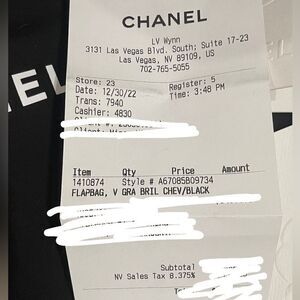 CHANEL
LV Wynn
3131 Las Vegas Blvd. South; Suite 17-23
Las Vegas, NV 89109, US
702-765-5055
Store: 23 Register: 5
Date: 12/30/22 Time: 3:48 PM
Trans: 7940
Cashier: 4830
Item Qty Price Amount
1410874 Style # A67085B09734
FLAPBAG, V GRA BRIL CHEV/BLACK
Subtotal
NV Sales Tax 8.375%
EL